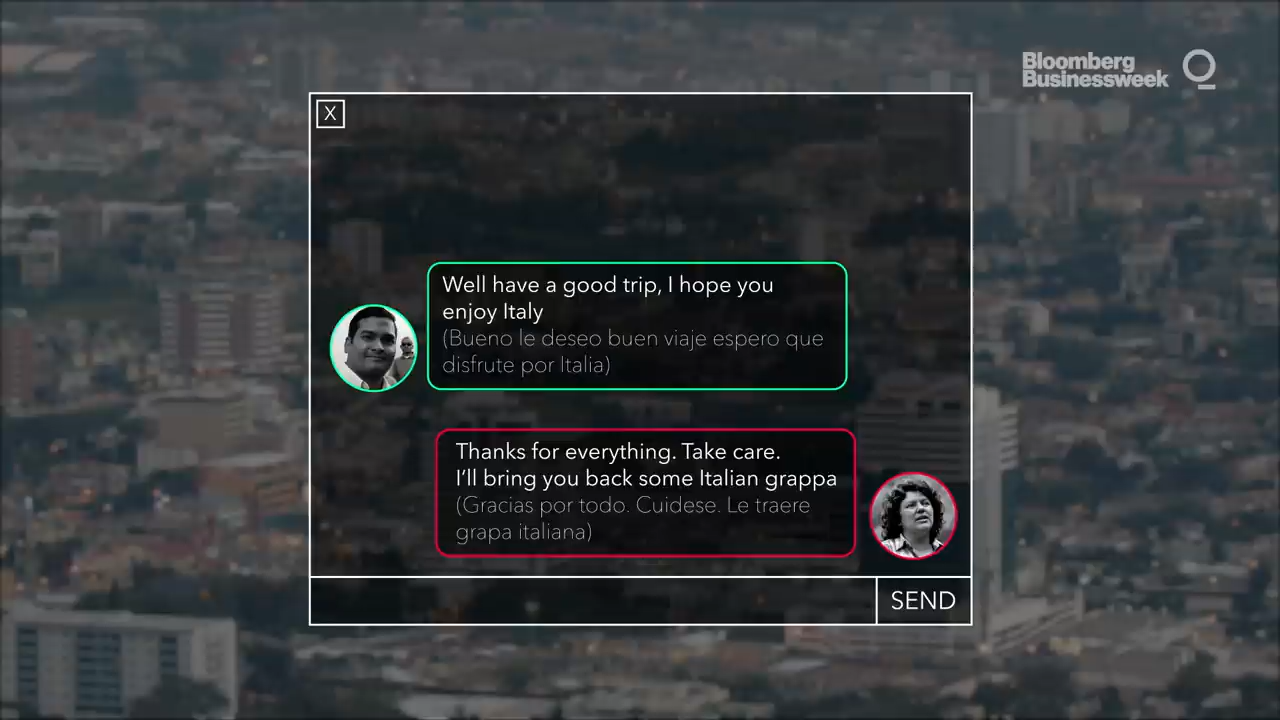 Bloomberg
Businessweek
X
Well have a good trip, I hope you
enjoy Italy
(Bueno le deseo buen viaje espero que
disfrute por Italia)
Thanks for everything. Take care.
I'll bring you back some Italian grappa
(Gracias por todo. Cuidese. Le traere
grapa italiana)
SEND